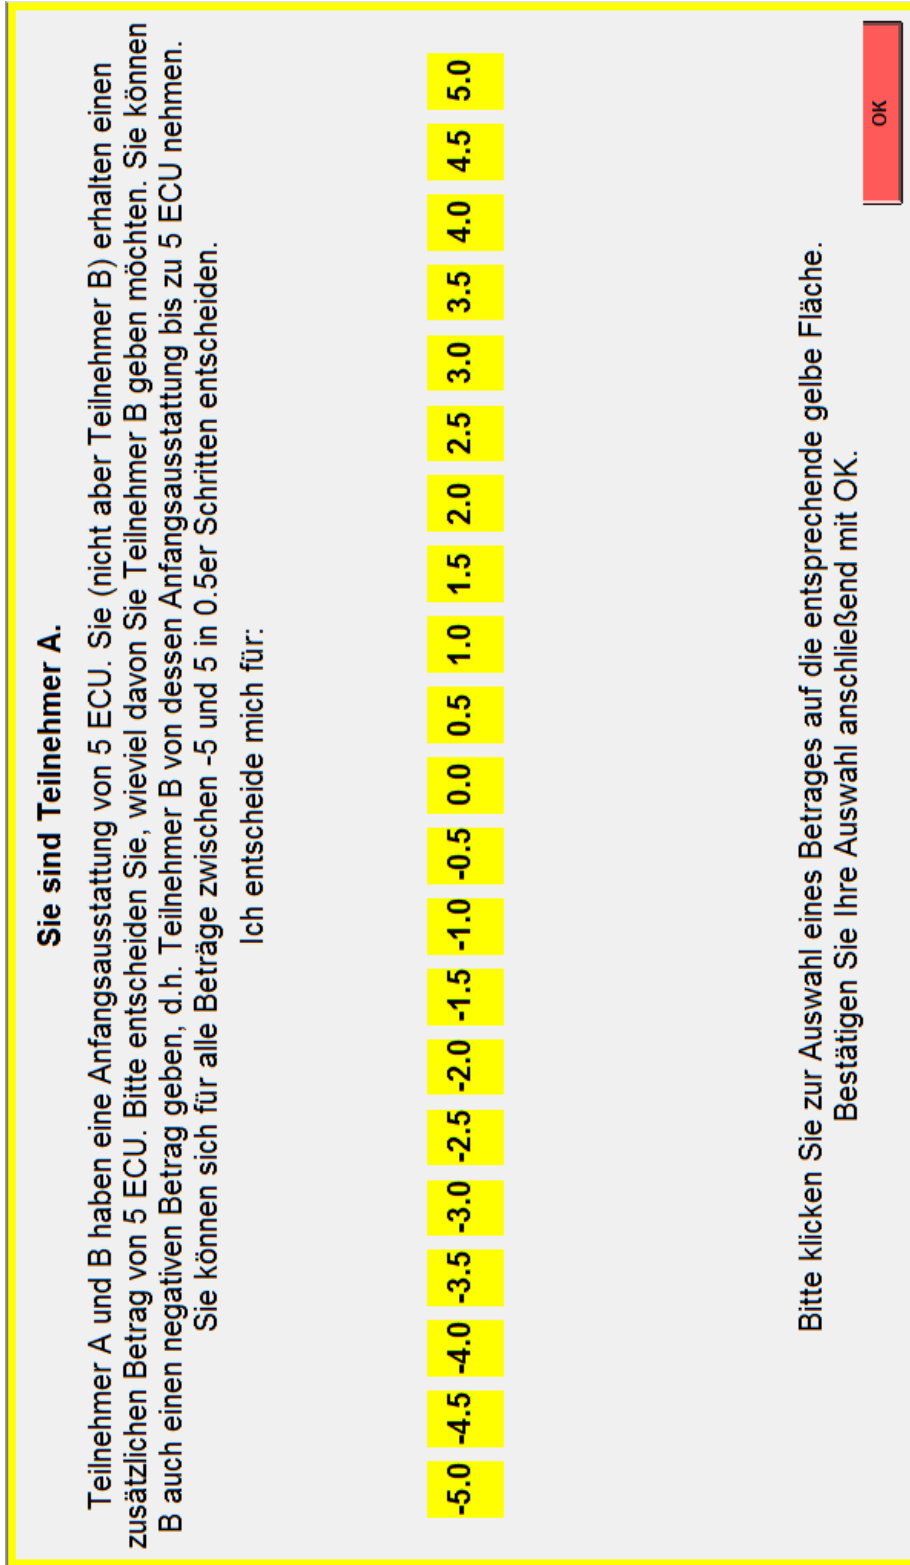 Sie sind Teilnehmer A.
Teilnehmer A und B haben eine Anfangsausstattung von 5 ECU. Sie (nicht aber Teilnehmer B) erhalten einen
zusätzlichen Betrag von 5 ECU. Bitte entscheiden Sie, wieviel davon Sie Teilnehmer B geben möchten. Sie können
B auch einen negativen Betrag geben, d.h. Teilnehmer B von dessen Anfangsausstattung bis zu 5 ECU nehmen.
Sie können sich für alle Beträge zwischen -5 und 5 in 0.5er Schritten entscheiden.
Ich entscheide mich für:
-5.0 -4.5 -4.0 -3.5 -3.0 -2.5 -2.0 -1.5 -1.0 -0.5 0.0 0.5 1.0 1.5 2.0 2.5 3.0 3.5 4.0 4.5 5.0
Bitte klicken Sie zur Auswahl eines Betrages auf die entsprechende gelbe Fläche.
Bestätigen Sie Ihre Auswahl anschließend mit OK.
OK